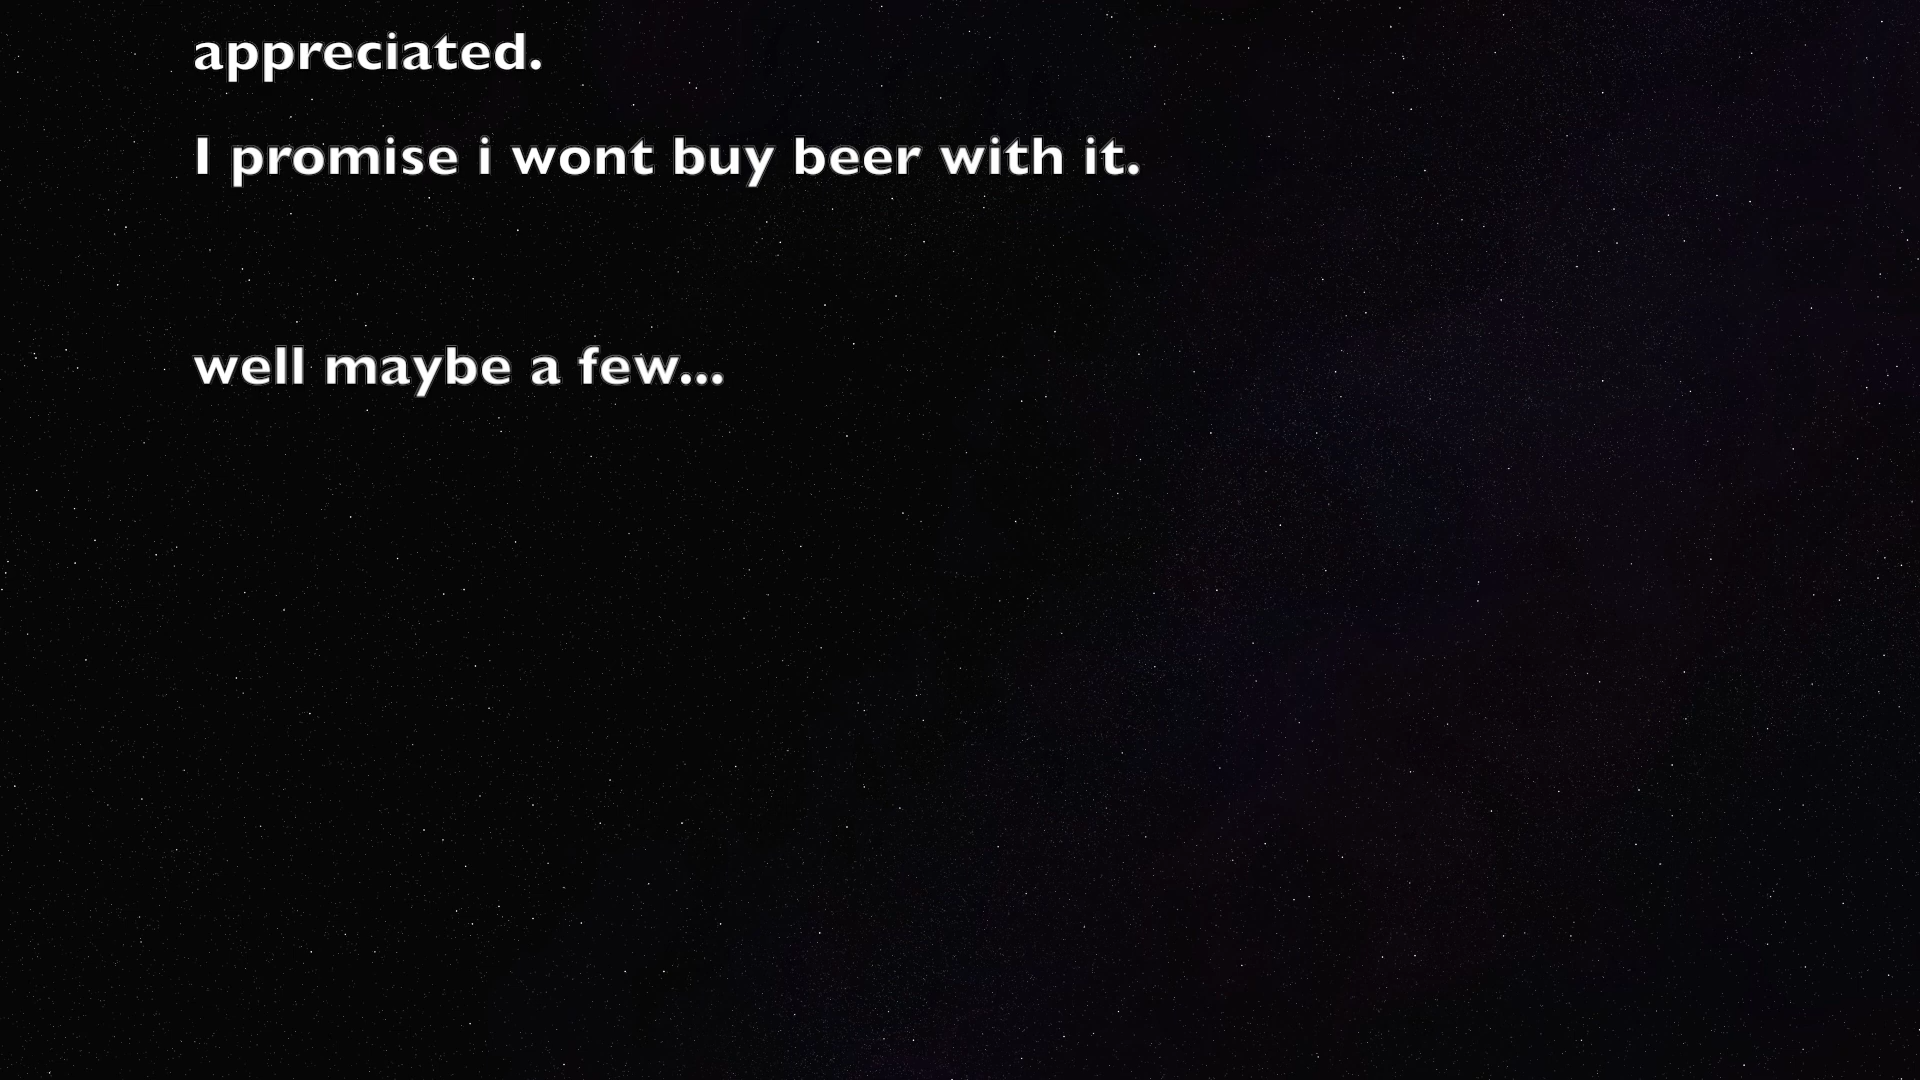 appreciated.
I promise i wont buy beer with it.
well maybe a few...